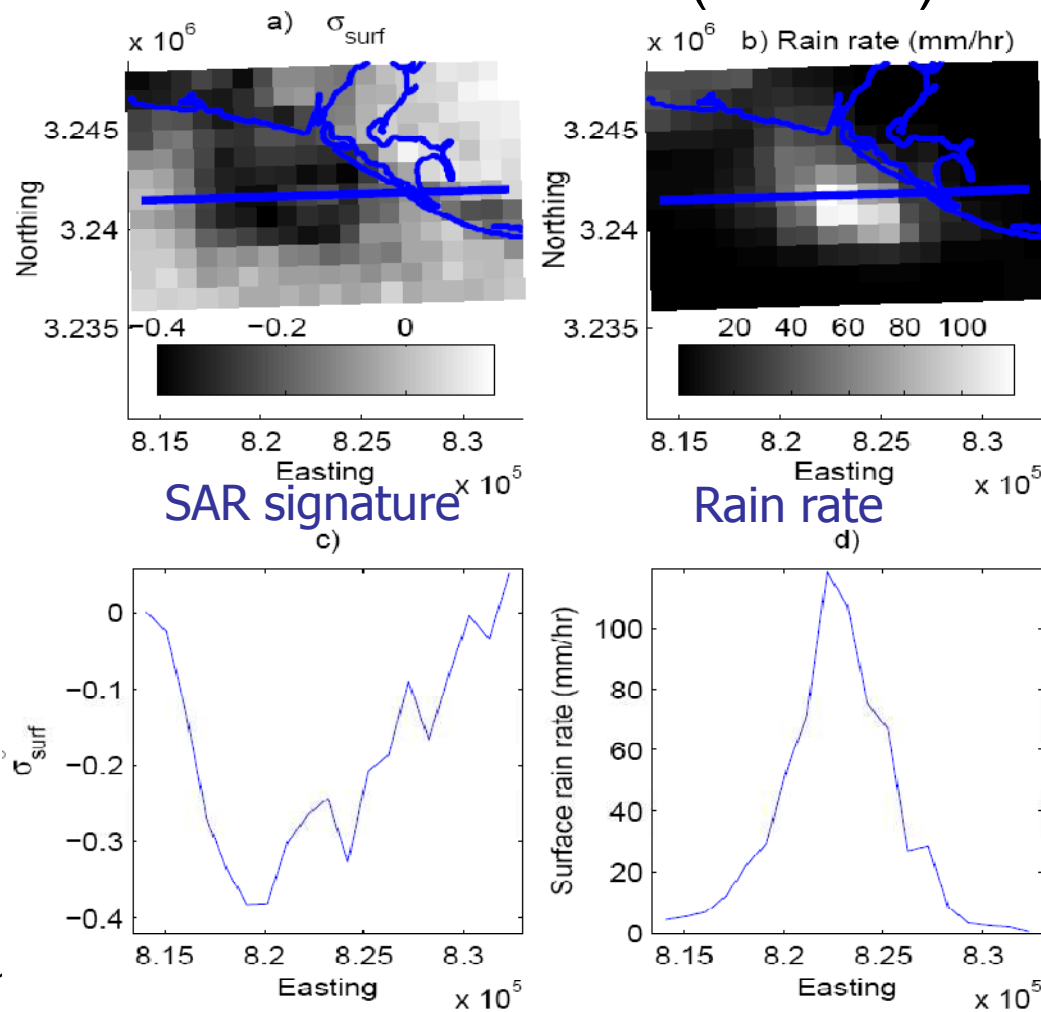 a) σsurf
x 10^6
3.245
3.24
3.235
Northing
−0.4 −0.2 0
8.15 8.2 8.25 8.3
Easting
x 10^5
SAR signature
x 10^6
b) Rain rate (mm/hr)
3.245
3.24
3.235
Northing
20 40 60 80 100
8.15 8.2 8.25 8.3
Easting
x 10^5
Rain rate
c)
0
−0.1
−0.2
−0.3
−0.4
σ̆surf
8.15 8.2 8.25 8.3
Easting
x 10^5
d)
100
80
60
40
20
0
Surface rain rate (mm/hr)
8.15 8.2 8.25 8.3
Easting
x 10^5